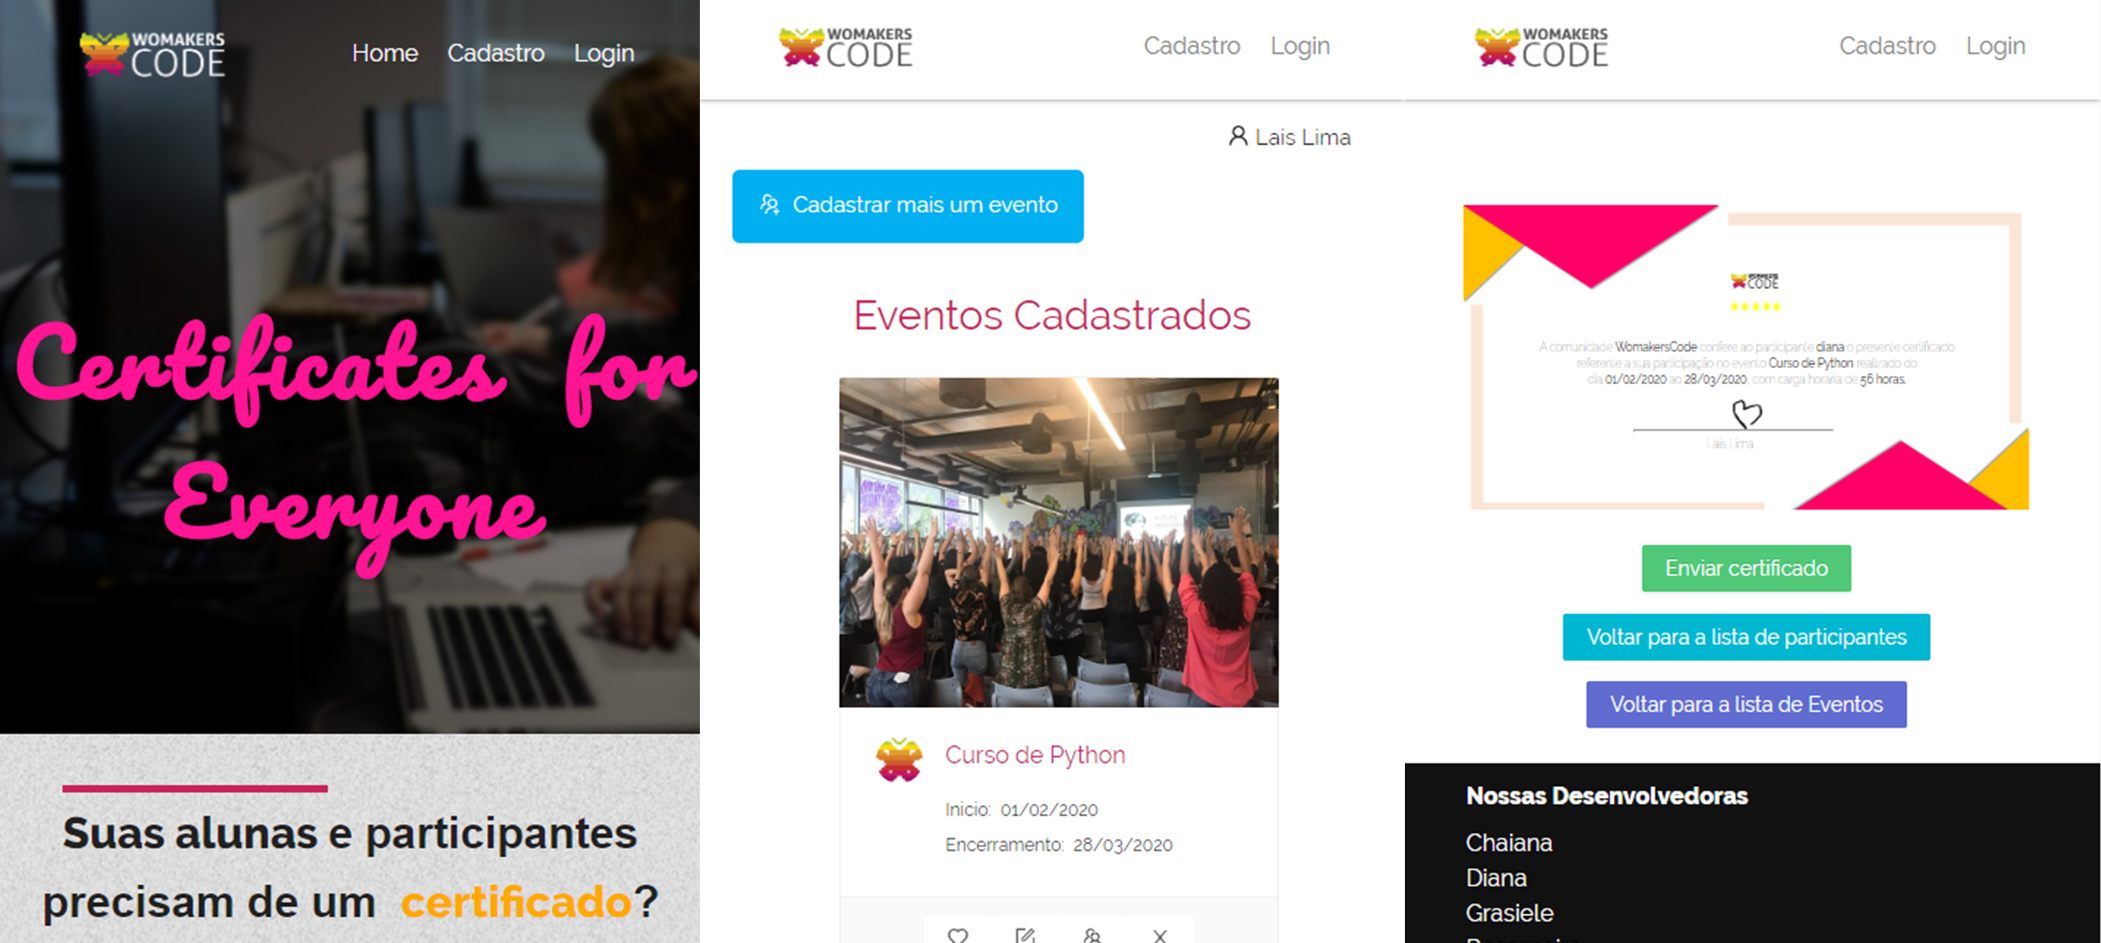 WOMAKERS
CODE
Home Cadastro Login
Certificates for
Everyone
Suas alunas e participantes
precisam de um certificado?
WOMAKERS
CODE
Cadastro Login
Lais Lima
Cadastrar mais um evento
Eventos Cadastrados
Curso de Python
Inicio: 01/02/2020
Encerramento: 28/03/2020
WOMAKERS
CODE
Cadastro Login
WOMAKERS
CODE
A comunidade WomakersCode confere ao participante diana o presente certificado
referente a sua participação no evento Curso de Python realizado do
dia 01/02/2020 ao 28/03/2020, com carga horaria de 56 horas.
Lais Lima
Enviar certificado
Voltar para a lista de participantes
Voltar para a lista de Eventos
Nossas Desenvolvedoras
Chaiana
Diana
Grasiele